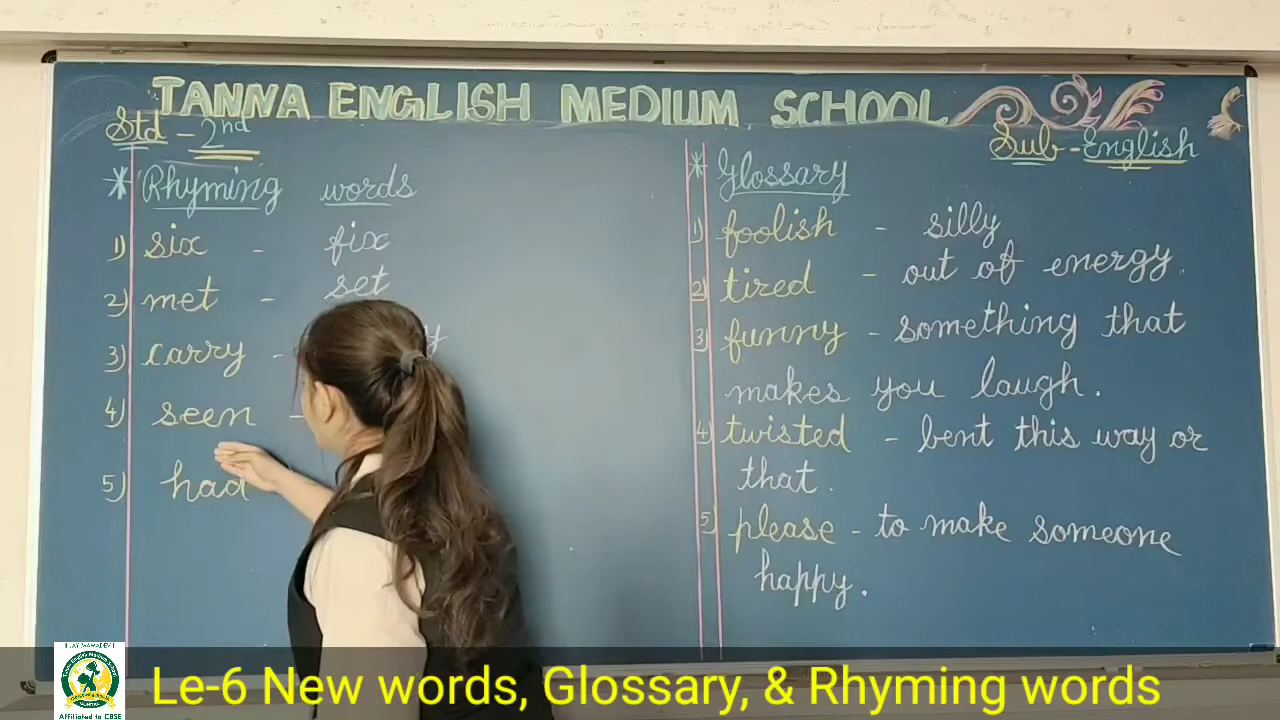 TANNA ENGLISH MEDIUM SCHOOL
Std - 2nd
Sub - English
* Rhyming words
1) six - fix
2) met - set
3) carry -
4) seen -
5) had
* Glossary
1) foolish - silly
2) tired - out of energy.
3) funny - something that
makes you laugh.
4) twisted - bent this way or
that.
5) please - to make someone
happy.
Affiliated to CBSE
Le-6 New words, Glossary, & Rhyming words